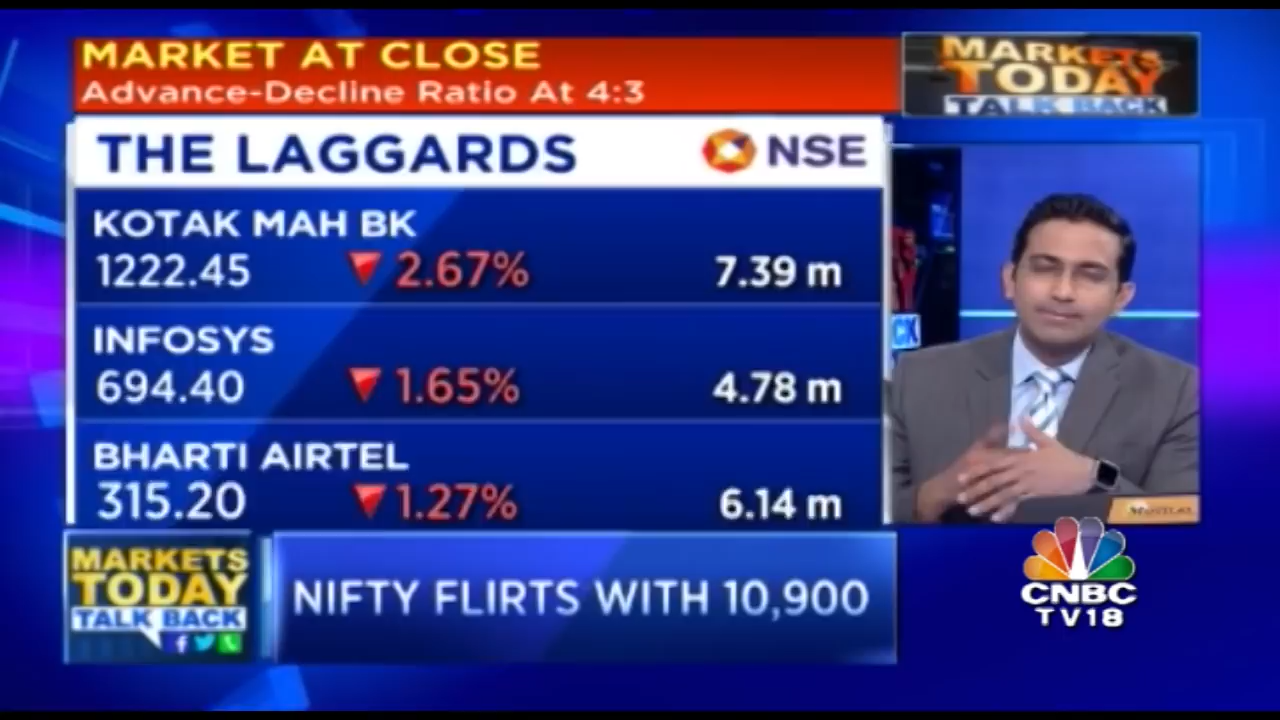 MARKET AT CLOSE
Advance-Decline Ratio At 4:3
MARKETS
TODAY
TALK BACK
THE LAGGARDS NSE
KOTAK MAH BK
1222.45 ▼ 2.67% 7.39 m
INFOSYS
694.40 ▼ 1.65% 4.78 m
BHARTI AIRTEL
315.20 ▼ 1.27% 6.14 m
CK
MARKETS
TODAY
TALK BACK
NIFTY FLIRTS WITH 10,900
CNBC
TV18